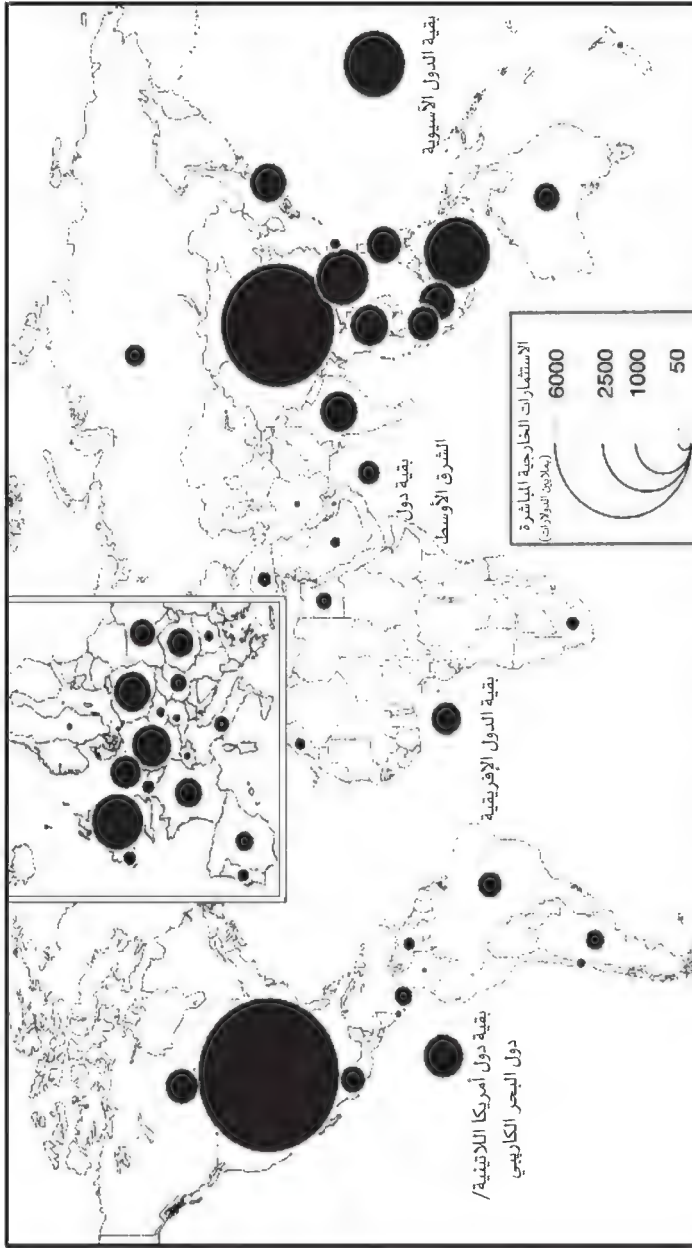 بقية الدول الآسيوية
بقية دول
الشرق الأوسط
بقية الدول الإفريقية
بقية دول أمريكا اللاتينية/
دول البحر الكاريبي
الاستثمارات الخارجية المباشرة
(بملايين الدولارات)
6000
2500
1000
50